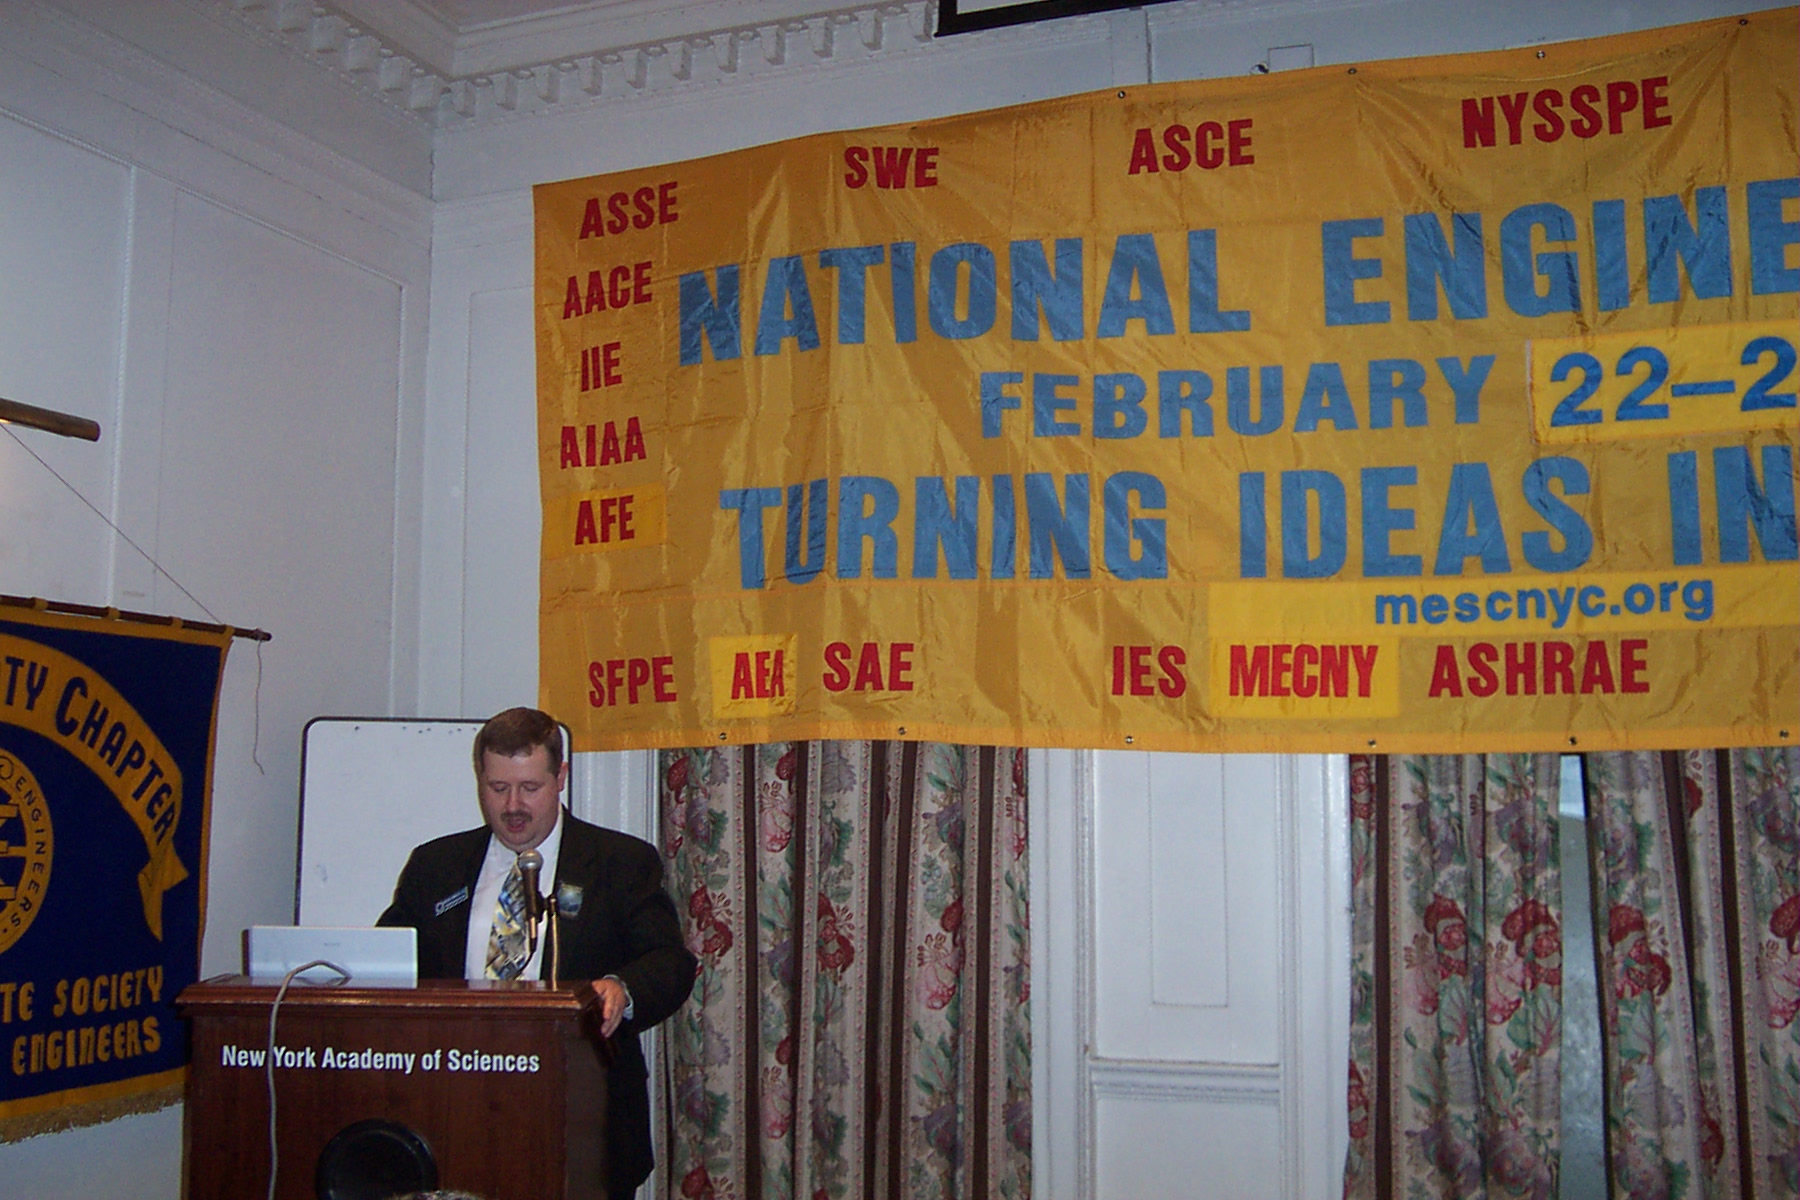 NYSSPE
ASCE
SWE
ASSE
AACE
IIE
AIAA
AFE
NATIONAL ENGINE
FEBRUARY 22-2
TURNING IDEAS IN
mescnyc.org
SFPE AEA SAE IES MECNY ASHRAE
TY CHAPTER
ENGINEERS
TE SOCIETY
ENGINEERS
New York Academy of Sciences